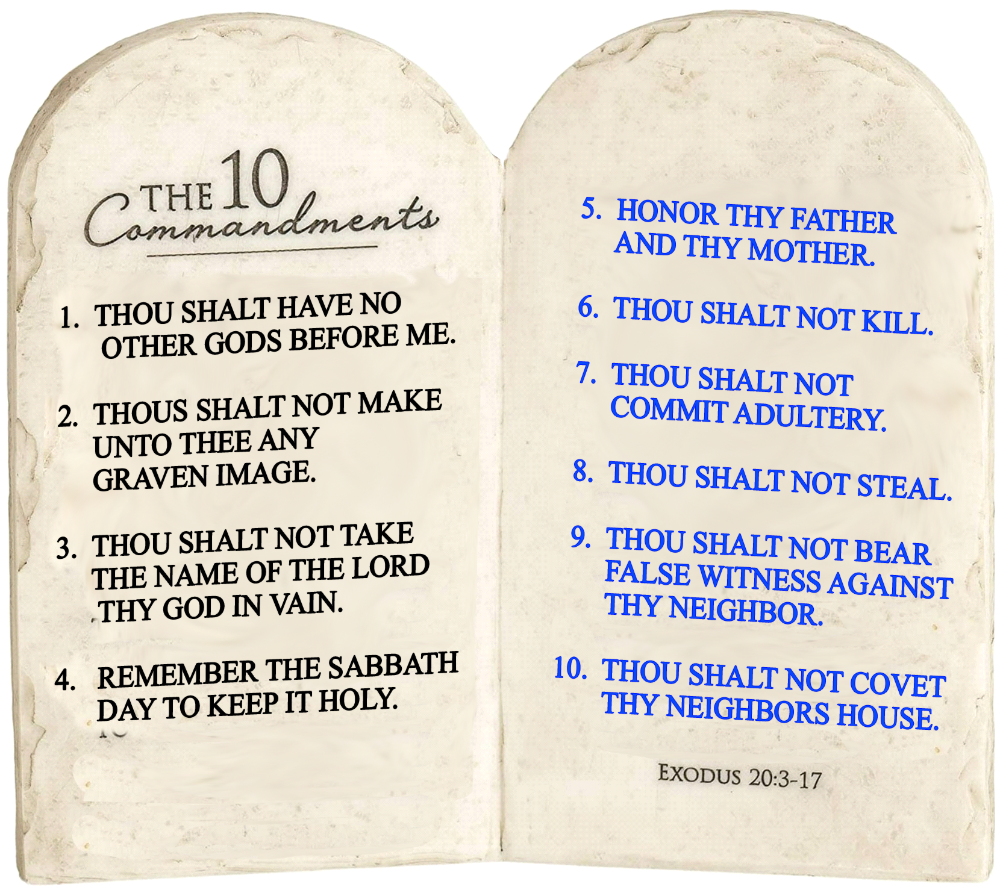 THE 10
Commandments
1. THOU SHALT HAVE NO
OTHER GODS BEFORE ME.
2. THOUS SHALT NOT MAKE
UNTO THEE ANY
GRAVEN IMAGE.
3. THOU SHALT NOT TAKE
THE NAME OF THE LORD
THY GOD IN VAIN.
4. REMEMBER THE SABBATH
DAY TO KEEP IT HOLY.
5. HONOR THY FATHER
AND THY MOTHER.
6. THOU SHALT NOT KILL.
7. THOU SHALT NOT
COMMIT ADULTERY.
8. THOU SHALT NOT STEAL.
9. THOU SHALT NOT BEAR
FALSE WITNESS AGAINST
THY NEIGHBOR.
10. THOU SHALT NOT COVET
THY NEIGHBORS HOUSE.
EXODUS 20:3-17